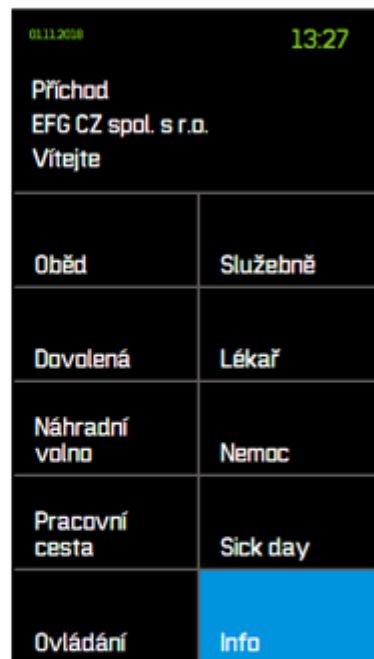 01.11.2018
13:27
Příchod
EFG CZ spol. s r.o.
Vítejte
Oběd
Služebně
Dovolená
Lékař
Náhradní
volno
Nemoc
Pracovní
cesta
Sick day
Ovládání
Info